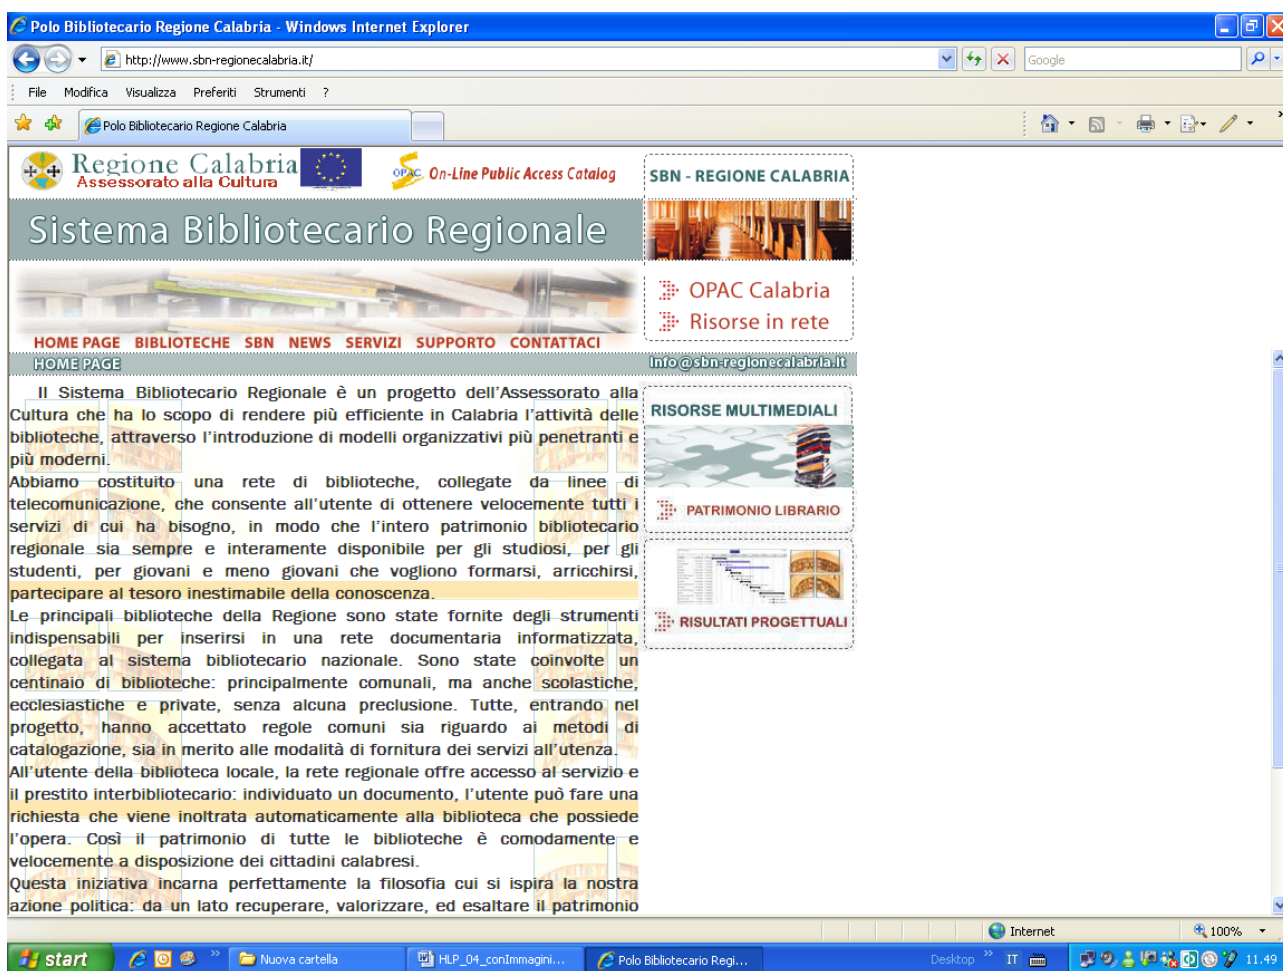 Polo Bibliotecario Regione Calabria - Windows Internet Explorer
http://www.sbn-regionecalabria.it/
Google
File Modifica Visualizza Preferiti Strumenti ?
Polo Bibliotecario Regione Calabria
Regione Calabria
Assessorato alla Cultura
OPAC On-Line Public Access Catalog
SBN - REGIONE CALABRIA
Sistema Bibliotecario Regionale
OPAC Calabria
Risorse in rete
HOME PAGE BIBLIOTECHE SBN NEWS SERVIZI SUPPORTO CONTATTACI
HOME PAGE
info@sbn-regionecalabria.it
Il Sistema Bibliotecario Regionale è un progetto dell'Assessorato alla
Cultura che ha lo scopo di rendere più efficiente in Calabria l'attività delle
biblioteche, attraverso l'introduzione di modelli organizzativi più penetranti e
più moderni.
Abbiamo costituito una rete di biblioteche, collegate da linee di
telecomunicazione, che consente all'utente di ottenere velocemente tutti i
servizi di cui ha bisogno, in modo che l'intero patrimonio bibliotecario
regionale sia sempre e interamente disponibile per gli studiosi, per gli
studenti, per giovani e meno giovani che vogliono formarsi, arricchirsi,
partecipare al tesoro inestimabile della conoscenza.
Le principali biblioteche della Regione sono state fornite degli strumenti
indispensabili per inserirsi in una rete documentaria informatizzata,
collegata al sistema bibliotecario nazionale. Sono state coinvolte un
centinaio di biblioteche: principalmente comunali, ma anche scolastiche,
ecclesiastiche e private, senza alcuna preclusione. Tutte, entrando nel
progetto, hanno accettato regole comuni sia riguardo ai metodi di
catalogazione, sia in merito alle modalità di fornitura dei servizi all'utenza.
All'utente della biblioteca locale, la rete regionale offre accesso al servizio e
il prestito interbibliotecario: individuato un documento, l'utente può fare una
richiesta che viene inoltrata automaticamente alla biblioteca che possiede
l'opera. Così il patrimonio di tutte le biblioteche è comodamente e
velocemente a disposizione dei cittadini calabresi.
Questa iniziativa incarna perfettamente la filosofia cui si ispira la nostra
azione politica: da un lato recuperare, valorizzare, ed esaltare il patrimonio
RISORSE MULTIMEDIALI
PATRIMONIO LIBRARIO
RISULTATI PROGETTUALI
Internet
100%
start
Nuova cartella
HLP_04_conImmagini...
Polo Bibliotecario Regi...
Desktop
IT
11.49